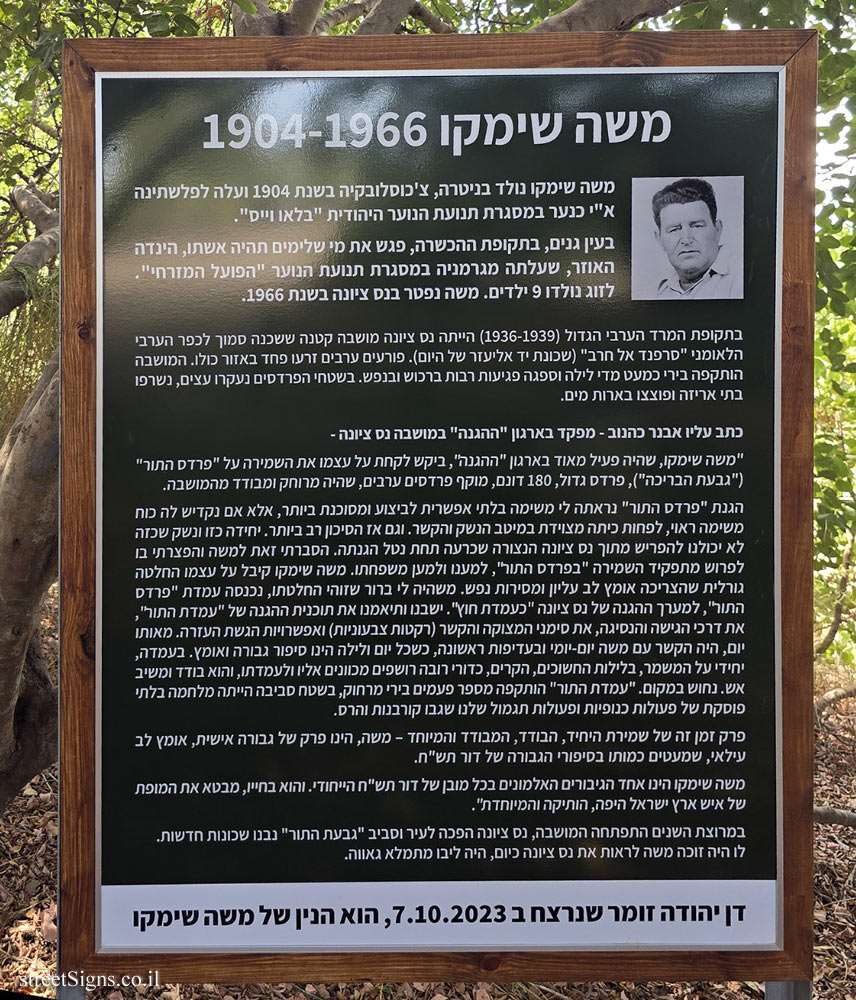 משה שימקו 1904-1966
משה שימקו נולד בניטרה, צ'כוסלובקיה בשנת 1904 ועלה לפלשתינה
א"י כנער במסגרת תנועת הנוער היהודית "בלאו וייס".
בעין גנים, בתקופת ההכשרה, פגש את מי שלימים תהיה אשתו, הינדה
האוזר, שעלתה מגרמניה במסגרת תנועת הנוער "הפועל המזרחי".
לזוג נולדו 9 ילדים. משה נפטר בנס ציונה בשנת 1966.
בתקופת המרד הערבי הגדול (1936-1939) הייתה נס ציונה מושבה קטנה ששכנה סמוך לכפר הערבי
הלאומני "סרפנד אל חרב" (שכונת יד אליעזר של היום). פורעים ערבים זרעו פחד באזור כולו. המושבה
הותקפה בירי כמעט מדי לילה וספגה פגיעות רבות ברכוש ובנפש. בשטחי הפרדסים נעקרו עצים, נשרפו
בתי אריזה ופוצצו בארות מים.
כתב עליו אבנר כהנוב - מפקד בארגון "ההגנה" במושבה נס ציונה -
"משה שימקו, שהיה פעיל מאוד בארגון "ההגנה", ביקש לקחת על עצמו את השמירה על "פרדס התור"
("גבעת הבריכה"), פרדס גדול, 180 דונם, מוקף פרדסים ערבים, שהיה מרוחק ומבודד מהמושבה.
הגנת "פרדס התור" נראתה לי משימה בלתי אפשרית לביצוע ומסוכנת ביותר, אלא אם נקדיש לה כוח
משימה ראוי, לפחות כיתה מצוידת במיטב הנשק והקשר. וגם אז הסיכון רב ביותר. יחידה כזו ונשק שכזה
לא יכולנו להפריש מתוך נס ציונה הנצורה שכרעה תחת נטל הגנתה. הסברתי זאת למשה והפצרתי בו
לפרוש מתפקיד השמירה "בפרדס התור", למענו ולמען משפחתו. משה שימקו קיבל על עצמו החלטה
גורלית שהצריכה אומץ לב עליון ומסירות נפש. משהיה לי ברור שזוהי החלטתו, נכנסה עמדת "פרדס
התור", למערך ההגנה של נס ציונה "כעמדת חוץ". ישבנו ותיאמנו את תוכנית ההגנה של "עמדת התור",
את דרכי הגישה והנסיגה, את סימני המצוקה והקשר (רקטות צבעוניות) ואפשרויות הגשת העזרה. מאותו
יום, היה הקשר עם משה יום-יומי ובעדיפות ראשונה, כשכל יום ולילה הינו סיפור גבורה ואומץ. בעמדה,
יחידי על המשמר, בלילות החשוכים, הקרים, כדורי רובה רושפים מכוונים אליו ולעמדתו, והוא בודד ומשיב
אש. נחוש במקום. "עמדת התור" הותקפה מספר פעמים בירי מרחוק, בשטח סביבה הייתה מלחמה בלתי
פוסקת של פעולות כנופיות ופעולות תגמול שלנו שגבו קורבנות והרס.
פרק זמן זה של שמירת היחיד, הבודד, המבודד והמיוחד – משה, הינו פרק של גבורה אישית, אומץ לב
עילאי, שמעטים כמותו בסיפורי הגבורה של דור תש"ח.
משה שימקו הינו אחד הגיבורים האלמונים בכל מובן של דור תש"ח הייחודי. והוא בחייו, מבטא את המופת
של איש ארץ ישראל היפה, הותיקה והמיוחדת".
במרוצת השנים התפתחה המושבה, נס ציונה הפכה לעיר וסביב "גבעת התור" נבנו שכונות חדשות.
לו היה זוכה משה לראות את נס ציונה כיום, היה ליבו מתמלא גאווה.
דן יהודה זומר שנרצח ב 7.10.2023, הוא הנין של משה שימקו
streetSigns.co.il